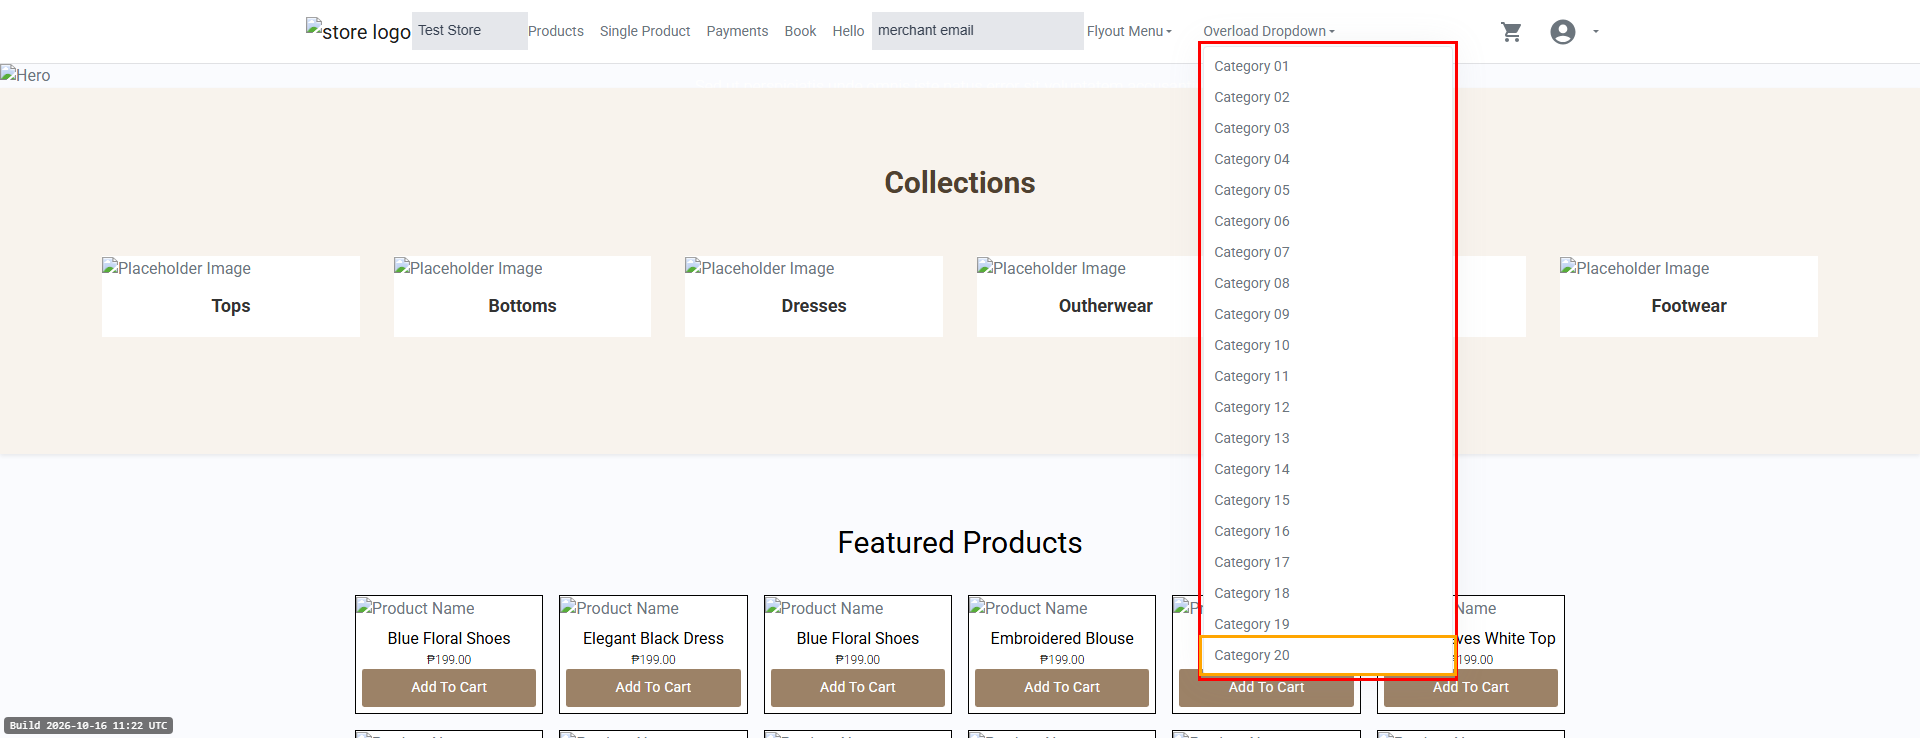 store logo Test Store Products Single Product Payments Book Hello merchant email Flyout Menu Overload Dropdown
Hero
Category 01
Category 02
Category 03
Category 04
Category 05
Category 06
Category 07
Category 08
Category 09
Category 10
Category 11
Category 12
Category 13
Category 14
Category 15
Category 16
Category 17
Category 18
Category 19
Category 20
Collections
Placeholder Image Placeholder Image Placeholder Image Placeholder Image Placeholder Image
Tops Bottoms Dresses Outherwear Footwear
Featured Products
Product Name Product Name Product Name Product Name P Name
Blue Floral Shoes Elegant Black Dress Blue Floral Shoes Embroidered Blouse ves White Top
₱199.00 ₱199.00 ₱199.00 ₱199.00 199.00
Add To Cart Add To Cart Add To Cart Add To Cart Add To Cart Add To Cart
Build 2026-10-16 11:22 UTC